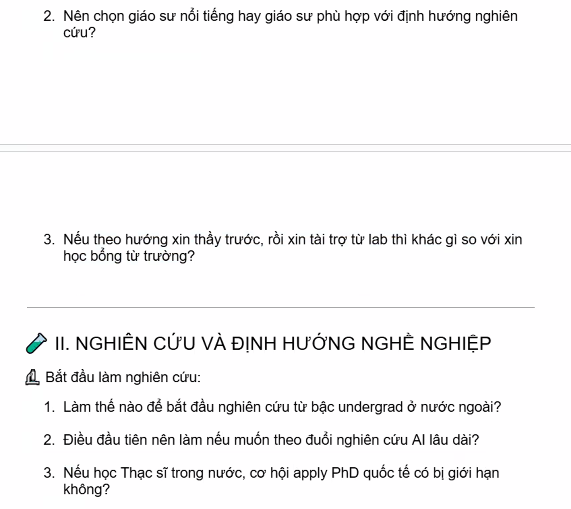 2. Nên chọn giáo sư nổi tiếng hay giáo sư phù hợp với định hướng nghiên
cứu?
3. Nếu theo hướng xin thầy trước, rồi xin tài trợ từ lab thì khác gì so với xin
học bổng từ trường?
II. NGHIÊN CỨU VÀ ĐỊNH HƯỚNG NGHỀ NGHIỆP
Bắt đầu làm nghiên cứu:
1. Làm thế nào để bắt đầu nghiên cứu từ bậc undergrad ở nước ngoài?
2. Điều đầu tiên nên làm nếu muốn theo đuổi nghiên cứu AI lâu dài?
3. Nếu học Thạc sĩ trong nước, cơ hội apply PhD quốc tế có bị giới hạn
không?